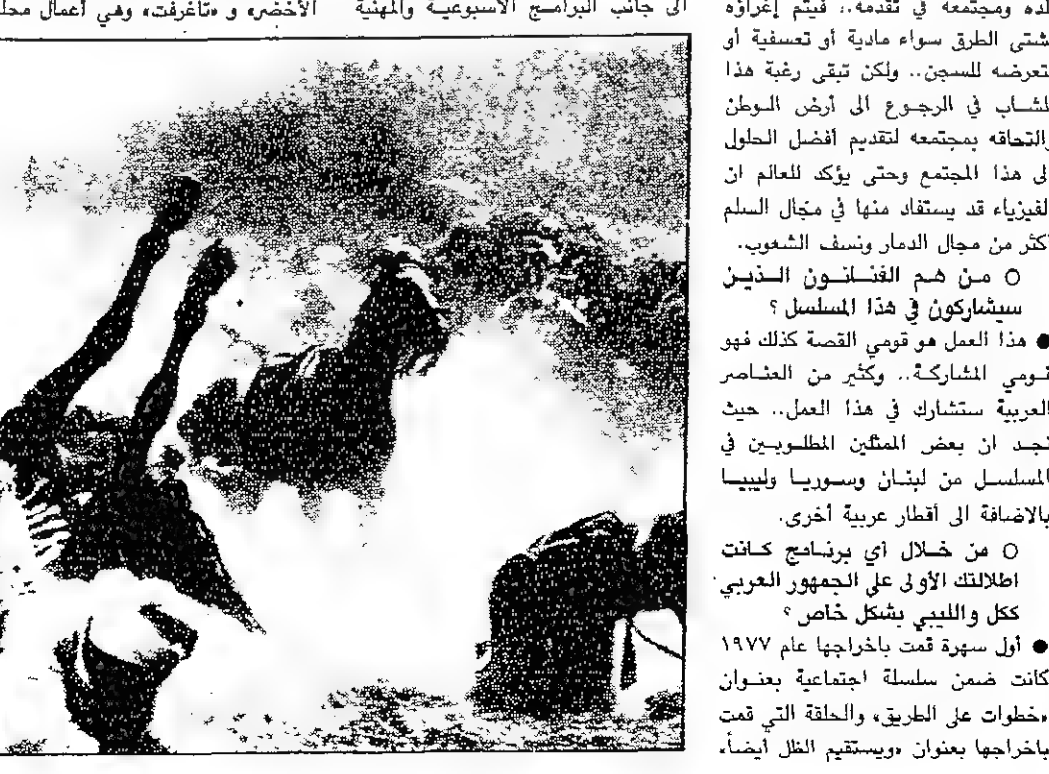 لده ومجتمعه في تقدمه.. فيتم إغراؤه
بشتى الطرق سواء مادية أو تعسفية أو
تعرضه للسجن.. ولكن تبقى رغبة هذا
لشاب في الرجوع الى أرض الوطن
والتحاقه بمجتمعه لتقديم أفضل الحلول
لى هذا المجتمع وحتى يؤكد للعالم ان
لفيزياء قد يستفاد منها في مجال السلم
كثر من مجال الدمار ونسف الشعوب.
○ من هم الفنانون الذين
سيشاركون في هذا المسلسل ؟
● هذا العمل هو قومي القصة كذلك فهو
قومي المشاركة.. وكثير من العناصر
العربية ستشارك في هذا العمل.. حيث
نجد ان بعض الممثلين المطلوبين في
المسلسل من لبنان وسوريا وليبيا
بالاضافة الى أقطار عربية أخرى.
○ من خلال أي برنامج كانت
اطلالتك الأولى على الجمهور العربي
ككل والليبي بشكل خاص ؟
● أول سهرة قمت باخراجها عام ١٩٧٧
كانت ضمن سلسلة اجتماعية بعنوان
«خطوات على الطريق» والحلقة التي قمت
باخراجها بعنوان «ويستقيم الظل أيضاً»
الى جانب البرامج الاسبوعية والمهنية
الأخضر» و «تأغرفت» وهي أعمال